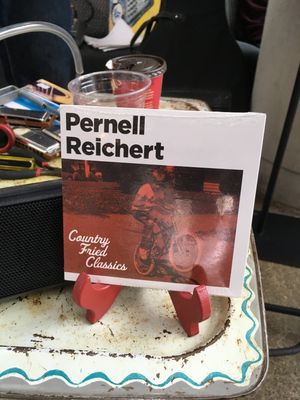 Pernell
Reichert
Country
Fried
Classics